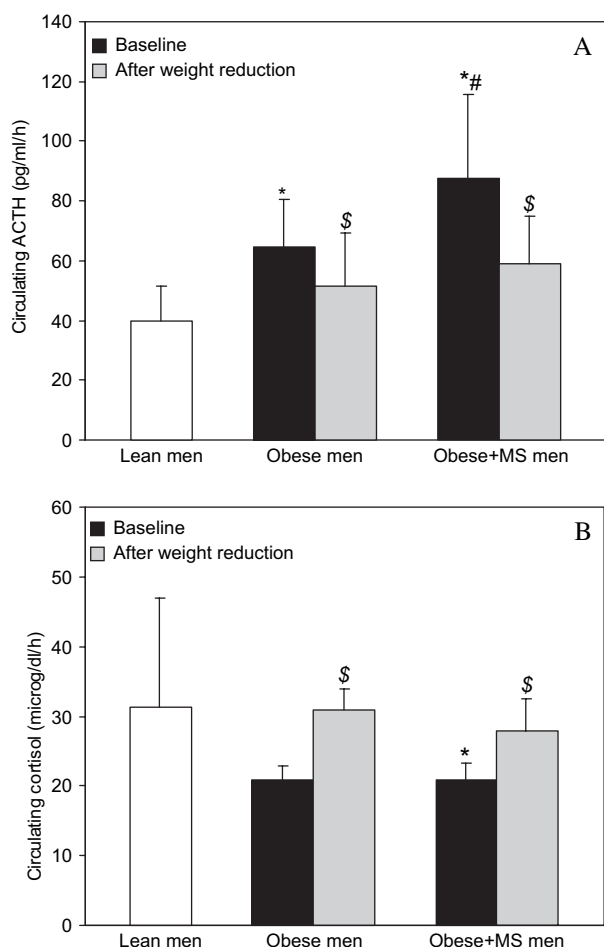 140
120
100
80
60
40
20
0
Circulating ACTH (pg/ml/h)
Baseline
After weight reduction
A
*
$
*#
$
Lean men Obese men Obese+MS men
60
50
40
30
20
10
0
Circulating cortisol (microg/dl/h)
Baseline
After weight reduction
B
$
*
$
Lean men Obese men Obese+MS men